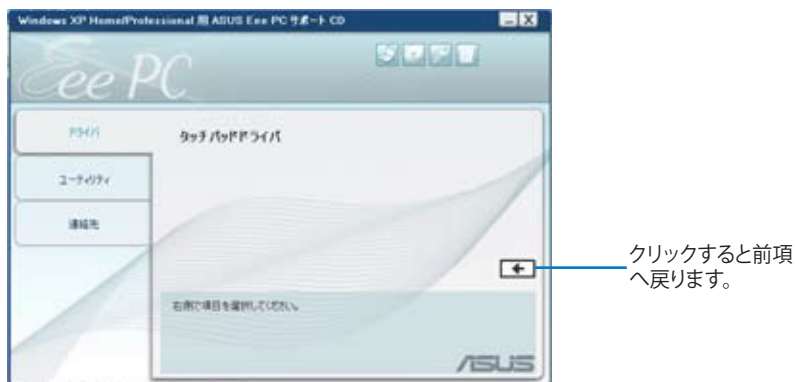 Windows XP Home/Professional 用 ASUS Eee PC サポート CD
Eee PC
ドライバ
タッチパッドドライバ
ユーティリティ
連絡先
クリックすると前項
へ戻ります。
右側で項目を選択してください。
ASUS